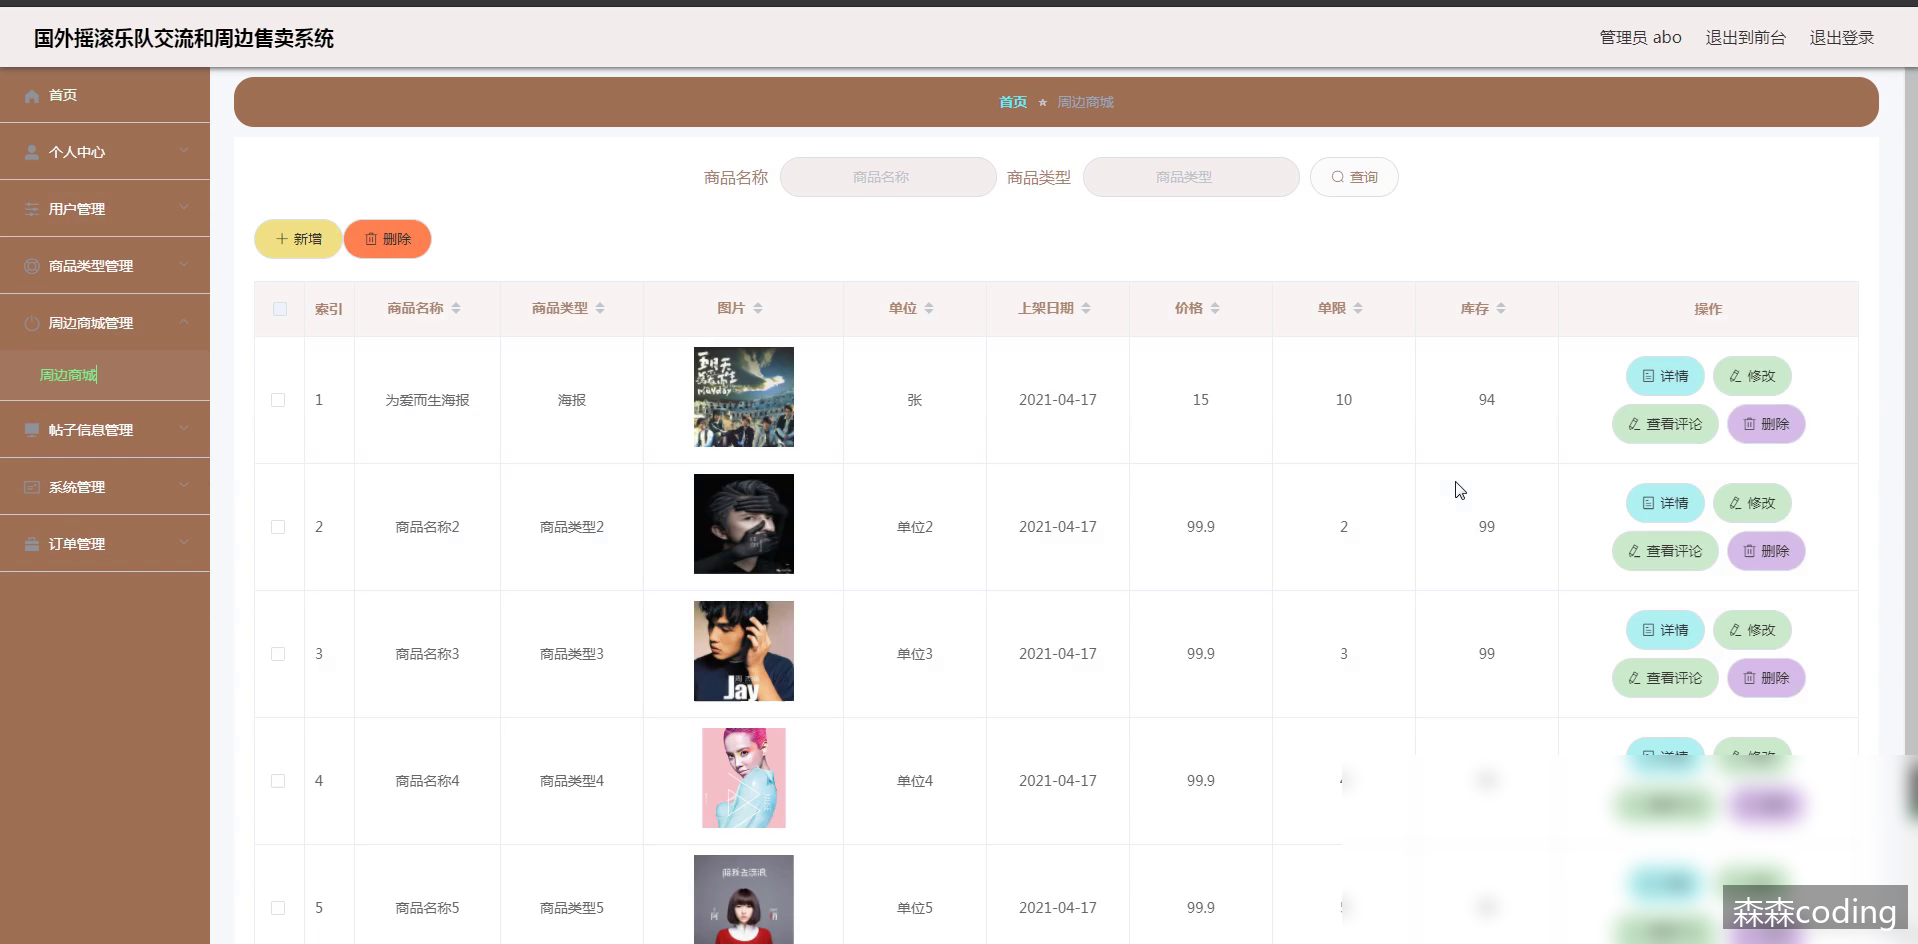 国外摇滚乐队交流和周边售卖系统
管理员 abo 退出到前台 退出登录
首页
个人中心
用户管理
商品类型管理
周边商城管理
周边商城
帖子信息管理
系统管理
订单管理
首页 周边商城
商品名称 商品名称 商品类型 商品类型 查询
新增 删除
索引 商品名称 商品类型 图片 单位 上架日期 价格 单限 库存 操作
1 为爱而生海报 海报 张 2021-04-17 15 10 94 详情 修改
查看评论 删除
2 商品名称2 商品类型2 单位2 2021-04-17 99.9 2 99 详情 修改
查看评论 删除
3 商品名称3 商品类型3 Jay 单位3 2021-04-17 99.9 3 99 详情 修改
查看评论 删除
4 商品名称4 商品类型4 单位4 2021-04-17 99.9
5 商品名称5 商品类型5 单位5 2021-04-17 99.9
森森coding